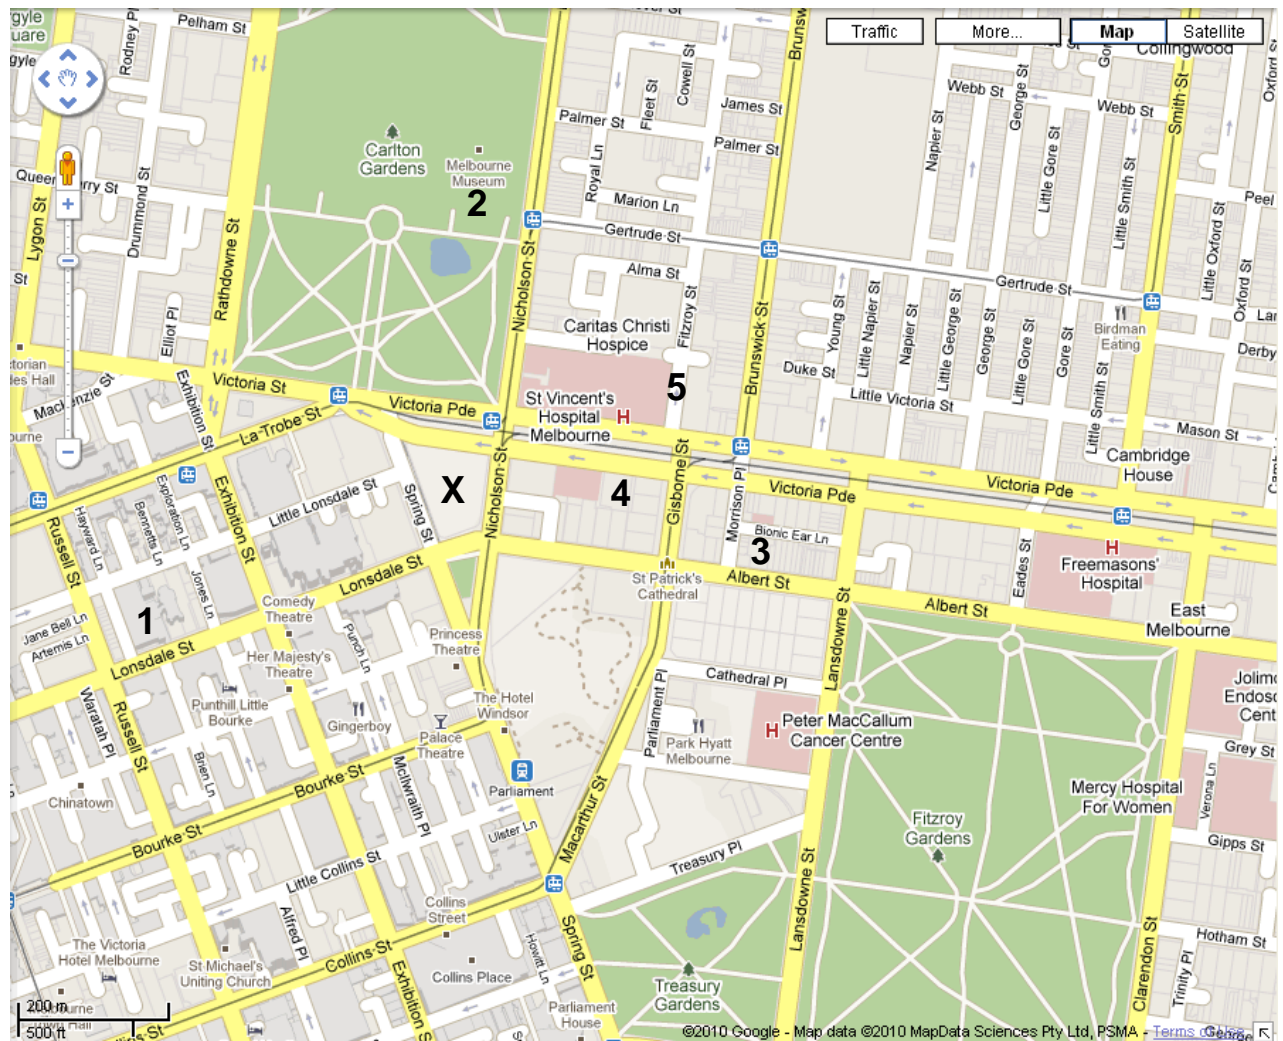 Traffic
More...
Map
Satellite
Pelham St
Rodney Pl
Carlton
Gardens
Melbourne
Museum
2
Drummond St
Lygon St
Rathdowne St
Elliot Pl
Nicholson St
Palmer St
Fleet St
Cowell St
James St
Palmer St
Royal Ln
Marion Ln
Gertrude St
Alma St
Fitzroy St
Brunswick St
Caritas Christi
Hospice
5
St Vincent's
Hospital
Melbourne
H
Webb St
Webb St
George St
Napier St
Little Gore St
Little Smith St
Collingwood
Smith St
Oxford St
Peel
Little Oxford St
Oxford St
Gertrude St
Birdman
Eating
Derby
Young St
Little Napier St
Napier St
Little George St
George St
Little Gore St
Gore St
Little Smith St
Duke St
Little Victoria St
Mason St
Cambridge
House
Victoria St
Victoria Pde
Victoria Pde
Victoria Pde
Mackenzie St
Exhibition St
La Trobe St
Exploration Ln
Bennetts Ln
Hayward Ln
Russell St
Exhibition St
Little Lonsdale St
Spring St
X
Nicholson St
4
Gisborne St
Morrison Pl
3
Bionic Ear Ln
Albert St
St Patrick's
Cathedral
Eades St
H
Freemasons'
Hospital
Albert St
East
Melbourne
Lansdowne St
Jones Ln
1
Jane Bell Ln
Artemis Ln
Lonsdale St
Lonsdale St
Comedy
Theatre
Punch Ln
Her Majesty's
Theatre
Princess
Theatre
Punthill Little
Bourke
Gingerboy
Palace
Theatre
The Hotel
Windsor
Parliament
Waratah Pl
Russell St
Brien Ln
Chinatown
Bourke St
Bourke St
McIlwraith Pl
Ulster Ln
Macarthur St
Parliament Pl
Cathedral Pl
Park Hyatt
Melbourne
H
Peter MacCallum
Cancer Centre
Treasury Pl
Lansdowne St
Fitzroy
Gardens
Mercy Hospital
For Women
Grey St
Verona Ln
Gipps St
Hotham St
Trinity Pl
Clarendon St
Little Collins St
Alfred Pl
Collins
Street
Collins St
Exhibition S
Collins Place
Howitt Ln
Spring St
Parliament
House
Treasury
Gardens
The Victoria
Hotel Melbourne
St Michael's
Uniting Church
200 m
500 ft
©2010 Google - Map data ©2010 MapData Sciences Pty Ltd, PSMA - Terms of Use